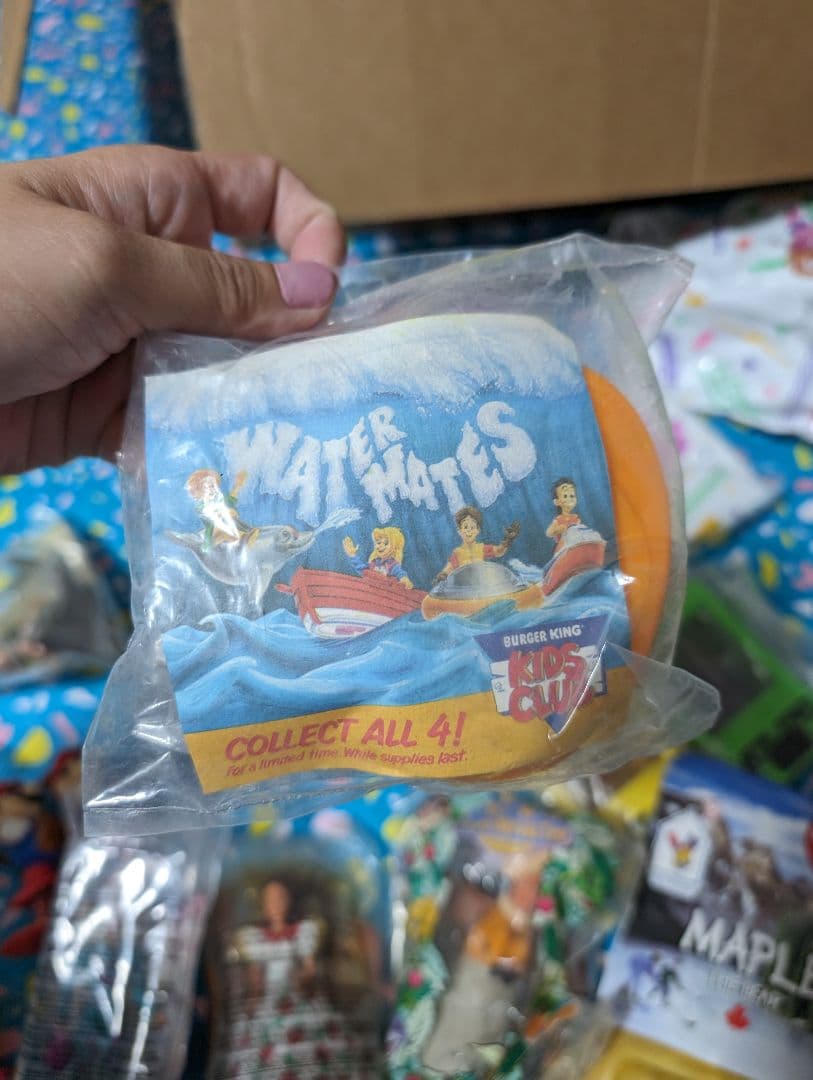 WATER
MATES
BURGER KING
KIDS
CLUB
COLLECT ALL 4!
For a limited time. While supplies last.
MAPLE